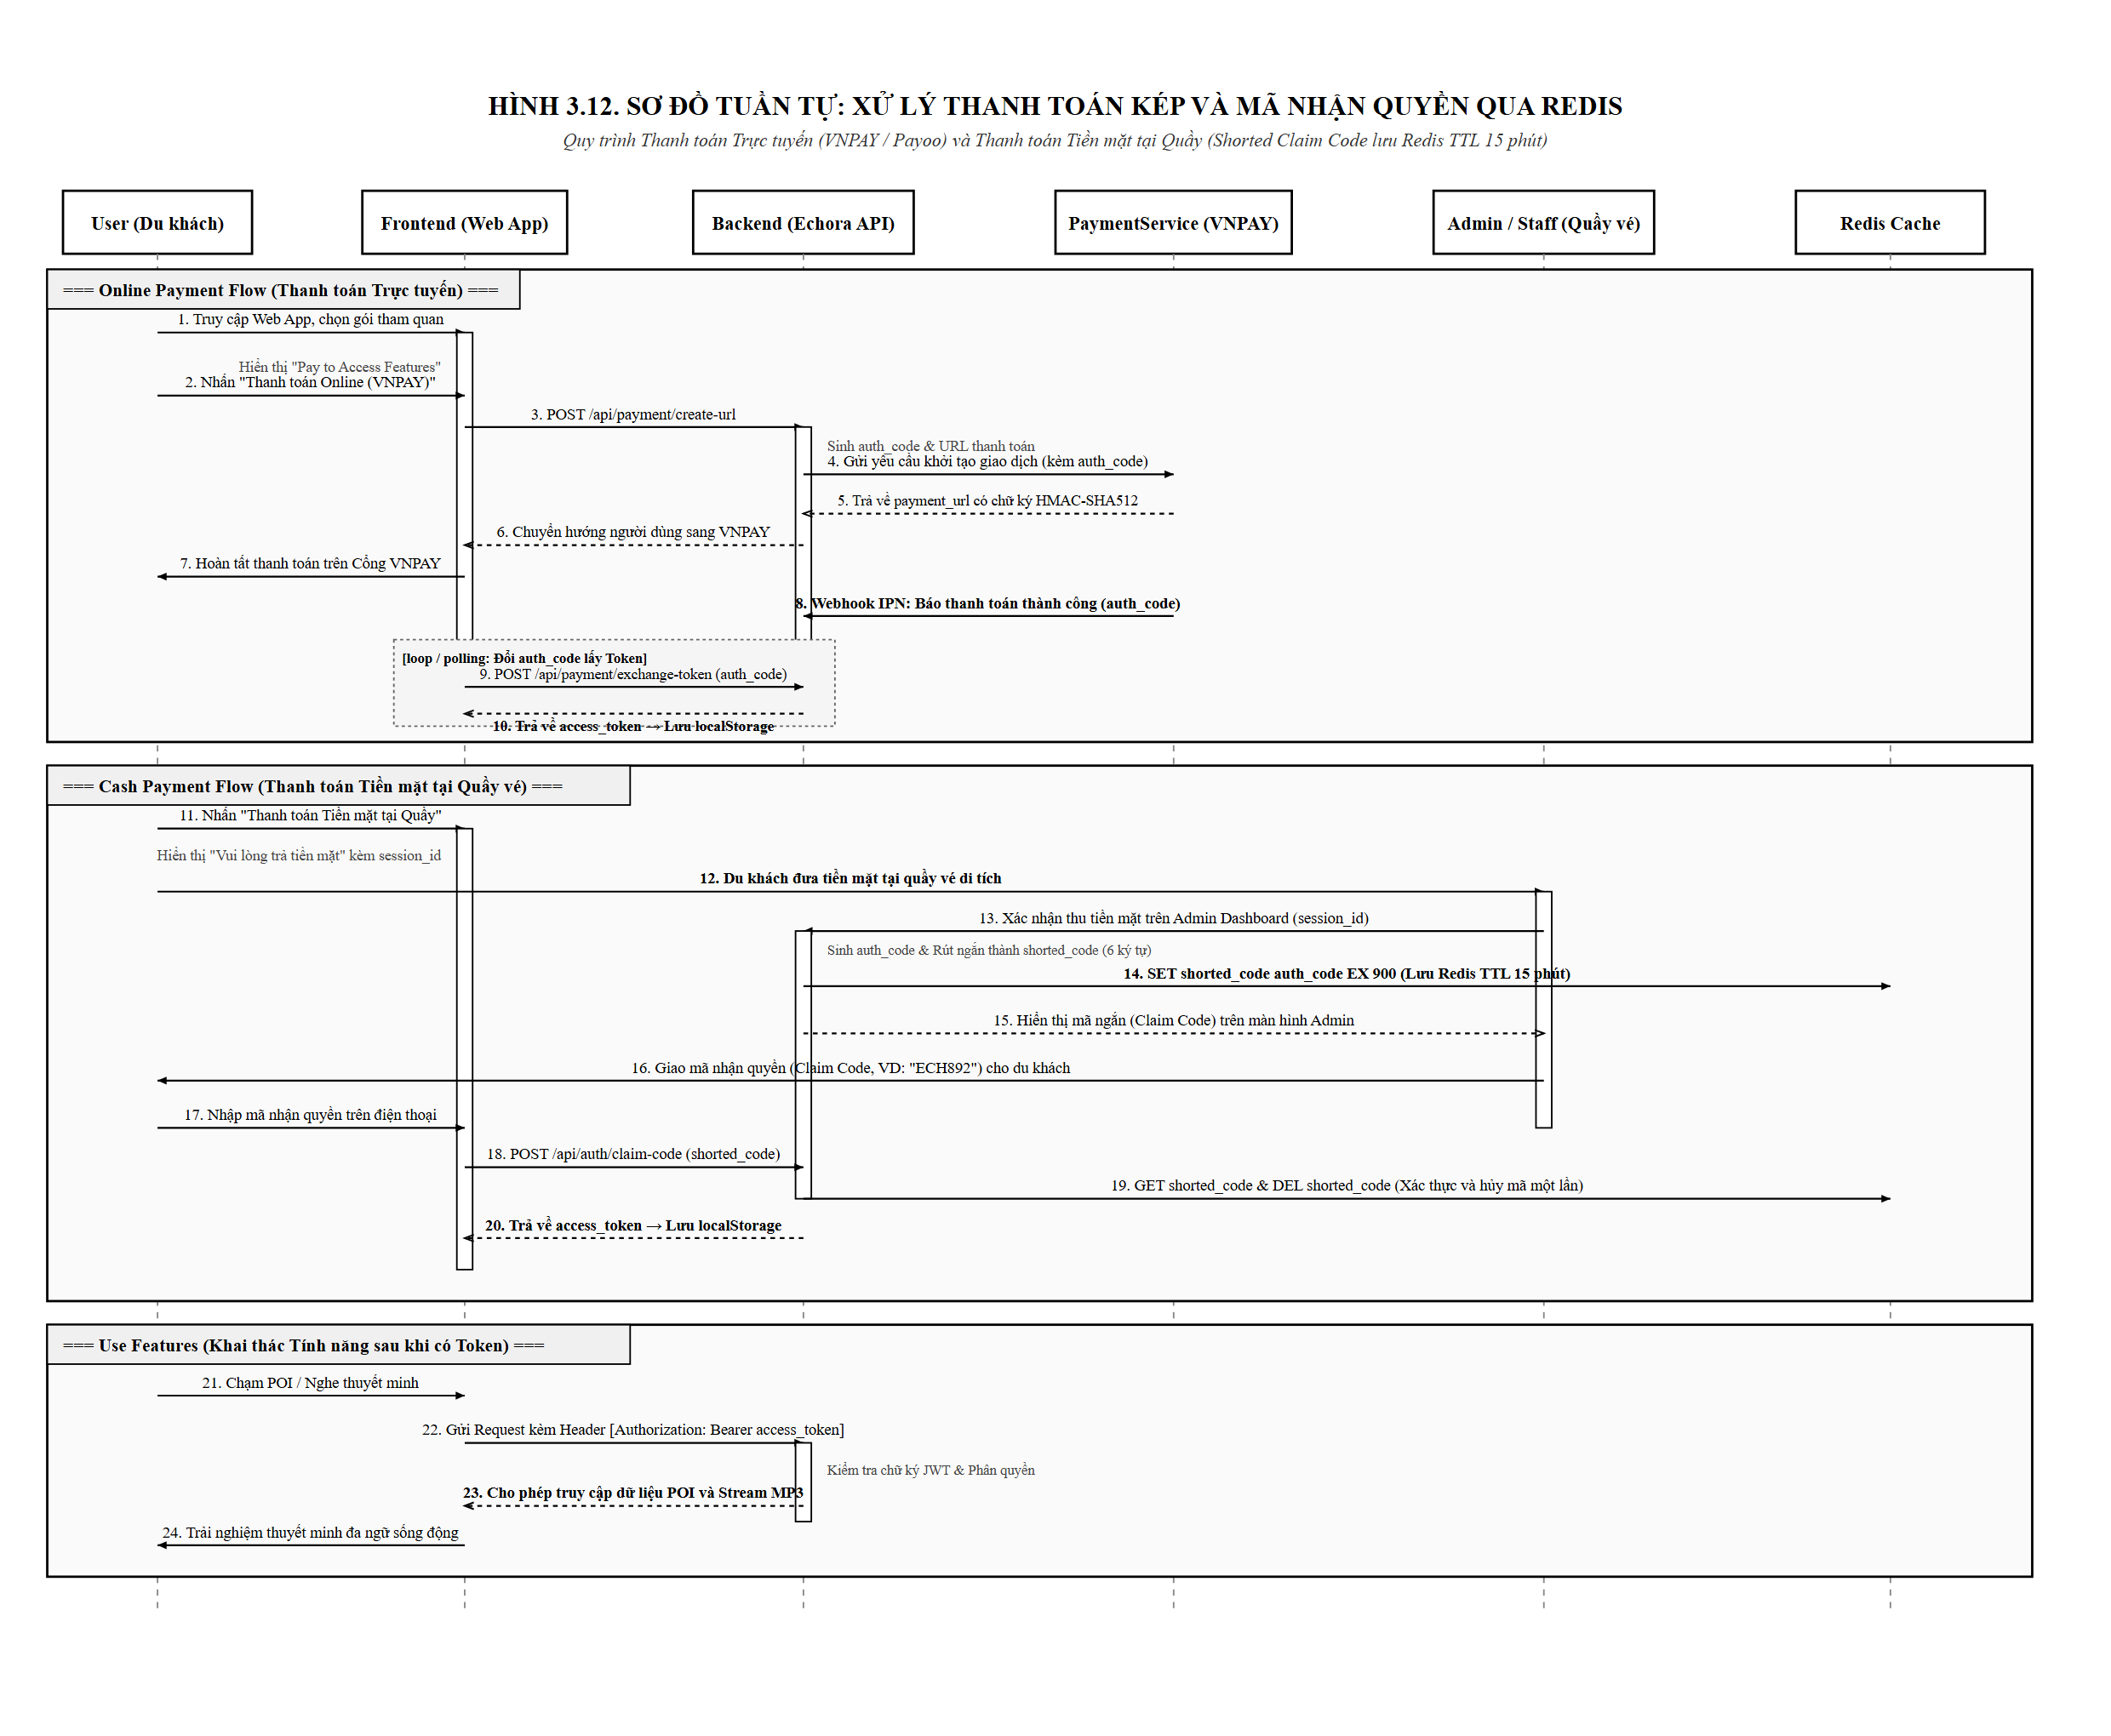 HÌNH 3.12. SƠ ĐỒ TUẦN TỰ: XỬ LÝ THANH TOÁN KÉP VÀ MÃ NHẬN QUYỀN QUA REDIS
Quy trình Thanh toán Trực tuyến (VNPAY / Payoo) và Thanh toán Tiền mặt tại Quầy (Shorted Claim Code lưu Redis TTL 15 phút)
User (Du khách)
Frontend (Web App)
Backend (Echora API)
PaymentService (VNPAY)
Admin / Staff (Quầy vé)
Redis Cache
=== Online Payment Flow (Thanh toán Trực tuyến) ===
1. Truy cập Web App, chọn gói tham quan
Hiển thị "Pay to Access Features"
2. Nhấn "Thanh toán Online (VNPAY)"
3. POST /api/payment/create-url
Sinh auth_code & URL thanh toán
4. Gửi yêu cầu khởi tạo giao dịch (kèm auth_code)
5. Trả về payment_url có chữ ký HMAC-SHA512
6. Chuyển hướng người dùng sang VNPAY
7. Hoàn tất thanh toán trên Cổng VNPAY
8. Webhook IPN: Báo thanh toán thành công (auth_code)
[loop / polling: Đổi auth_code lấy Token]
9. POST /api/payment/exchange-token (auth_code)
10. Trả về access_token → Lưu localStorage
=== Cash Payment Flow (Thanh toán Tiền mặt tại Quầy vé) ===
11. Nhấn "Thanh toán Tiền mặt tại Quầy"
Hiển thị "Vui lòng trả tiền mặt" kèm session_id
12. Du khách đưa tiền mặt tại quầy vé di tích
13. Xác nhận thu tiền mặt trên Admin Dashboard (session_id)
Sinh auth_code & Rút ngắn thành shorted_code (6 ký tự)
14. SET shorted_code auth_code EX 900 (Lưu Redis TTL 15 phút)
15. Hiển thị mã ngắn (Claim Code) trên màn hình Admin
16. Giao mã nhận quyền (Claim Code, VD: "ECH892") cho du khách
17. Nhập mã nhận quyền trên điện thoại
18. POST /api/auth/claim-code (shorted_code)
19. GET shorted_code & DEL shorted_code (Xác thực và hủy mã một lần)
20. Trả về access_token → Lưu localStorage
=== Use Features (Khai thác Tính năng sau khi có Token) ===
21. Chạm POI / Nghe thuyết minh
22. Gửi Request kèm Header [Authorization: Bearer access_token]
Kiểm tra chữ ký JWT & Phân quyền
23. Cho phép truy cập dữ liệu POI và Stream MP3
24. Trải nghiệm thuyết minh đa ngữ sống động